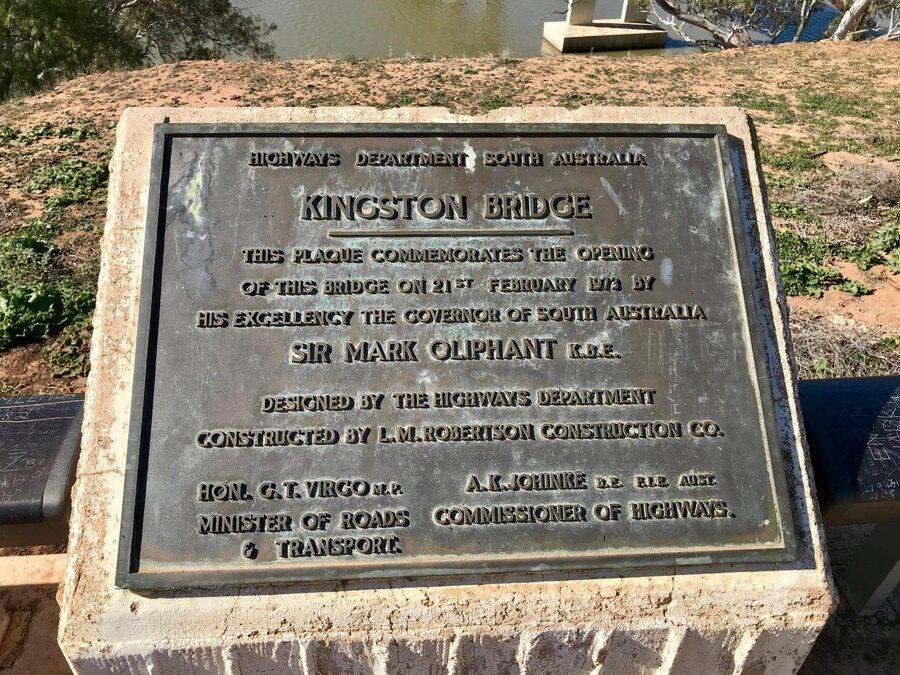 HIGHWAYS DEPARTMENT SOUTH AUSTRALIA
KINGSTON BRIDGE
THIS PLAQUE COMMEMORATES THE OPENING
OF THIS BRIDGE ON 21ST FEBRUARY 1973 BY
HIS EXCELLENCY THE GOVERNOR OF SOUTH AUSTRALIA
SIR MARK OLIPHANT K.B.E.
DESIGNED BY THE HIGHWAYS DEPARTMENT
CONSTRUCTED BY L.M. ROBERTSON CONSTRUCTION CO.
HON. G.T. VIRGO M.P.
MINISTER OF ROADS
& TRANSPORT.
A.K. JOHINKE B.E. F.I.E. AUST.
COMMISSIONER OF HIGHWAYS.